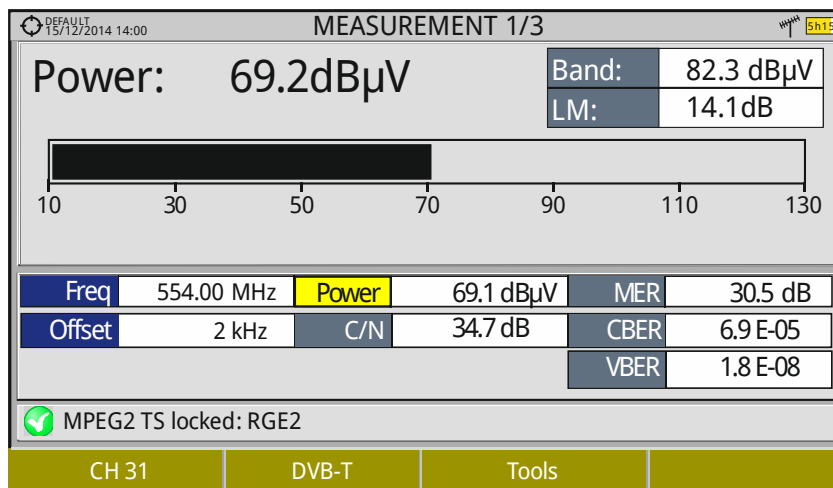 DEFAULT
15/12/2014 14:00 MEASUREMENT 1/3 5h15
Power: 69.2dBµV
Band: 82.3 dBµV
LM: 14.1dB
10 30 50 70 90 110 130
Freq 554.00 MHz Power 69.1 dBµV MER 30.5 dB
Offset 2 kHz C/N 34.7 dB CBER 6.9 E-05
VBER 1.8 E-08
MPEG2 TS locked: RGE2
CH 31 DVB-T Tools